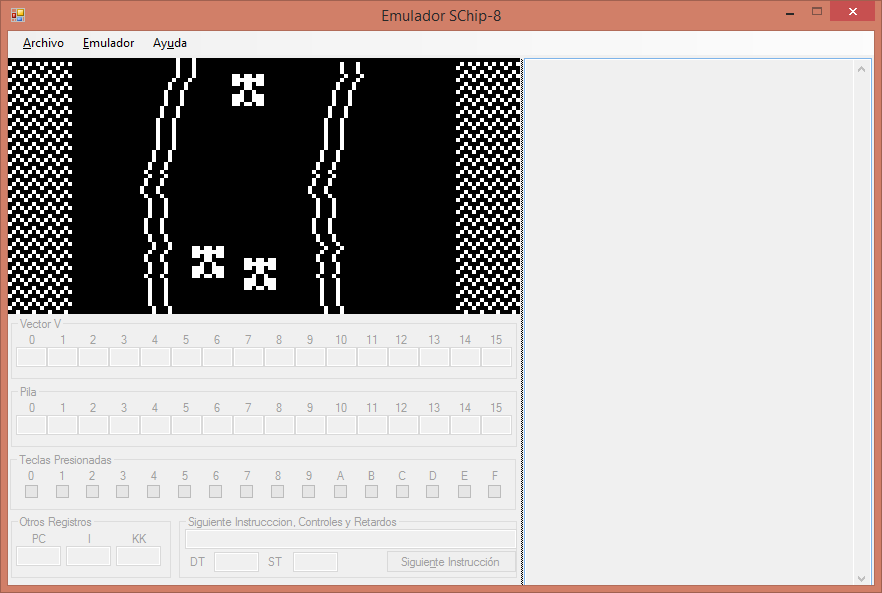 Emulador SChip-8
Archivo Emulador Ayuda
Vector V
0 1 2 3 4 5 6 7 8 9 10 11 12 13 14 15
Pila
0 1 2 3 4 5 6 7 8 9 10 11 12 13 14 15
Teclas Presionadas
0 1 2 3 4 5 6 7 8 9 A B C D E F
Otros Registros
PC I KK
Siguiente Instrucccion, Controles y Retardos
DT ST Siguiente Instrucción